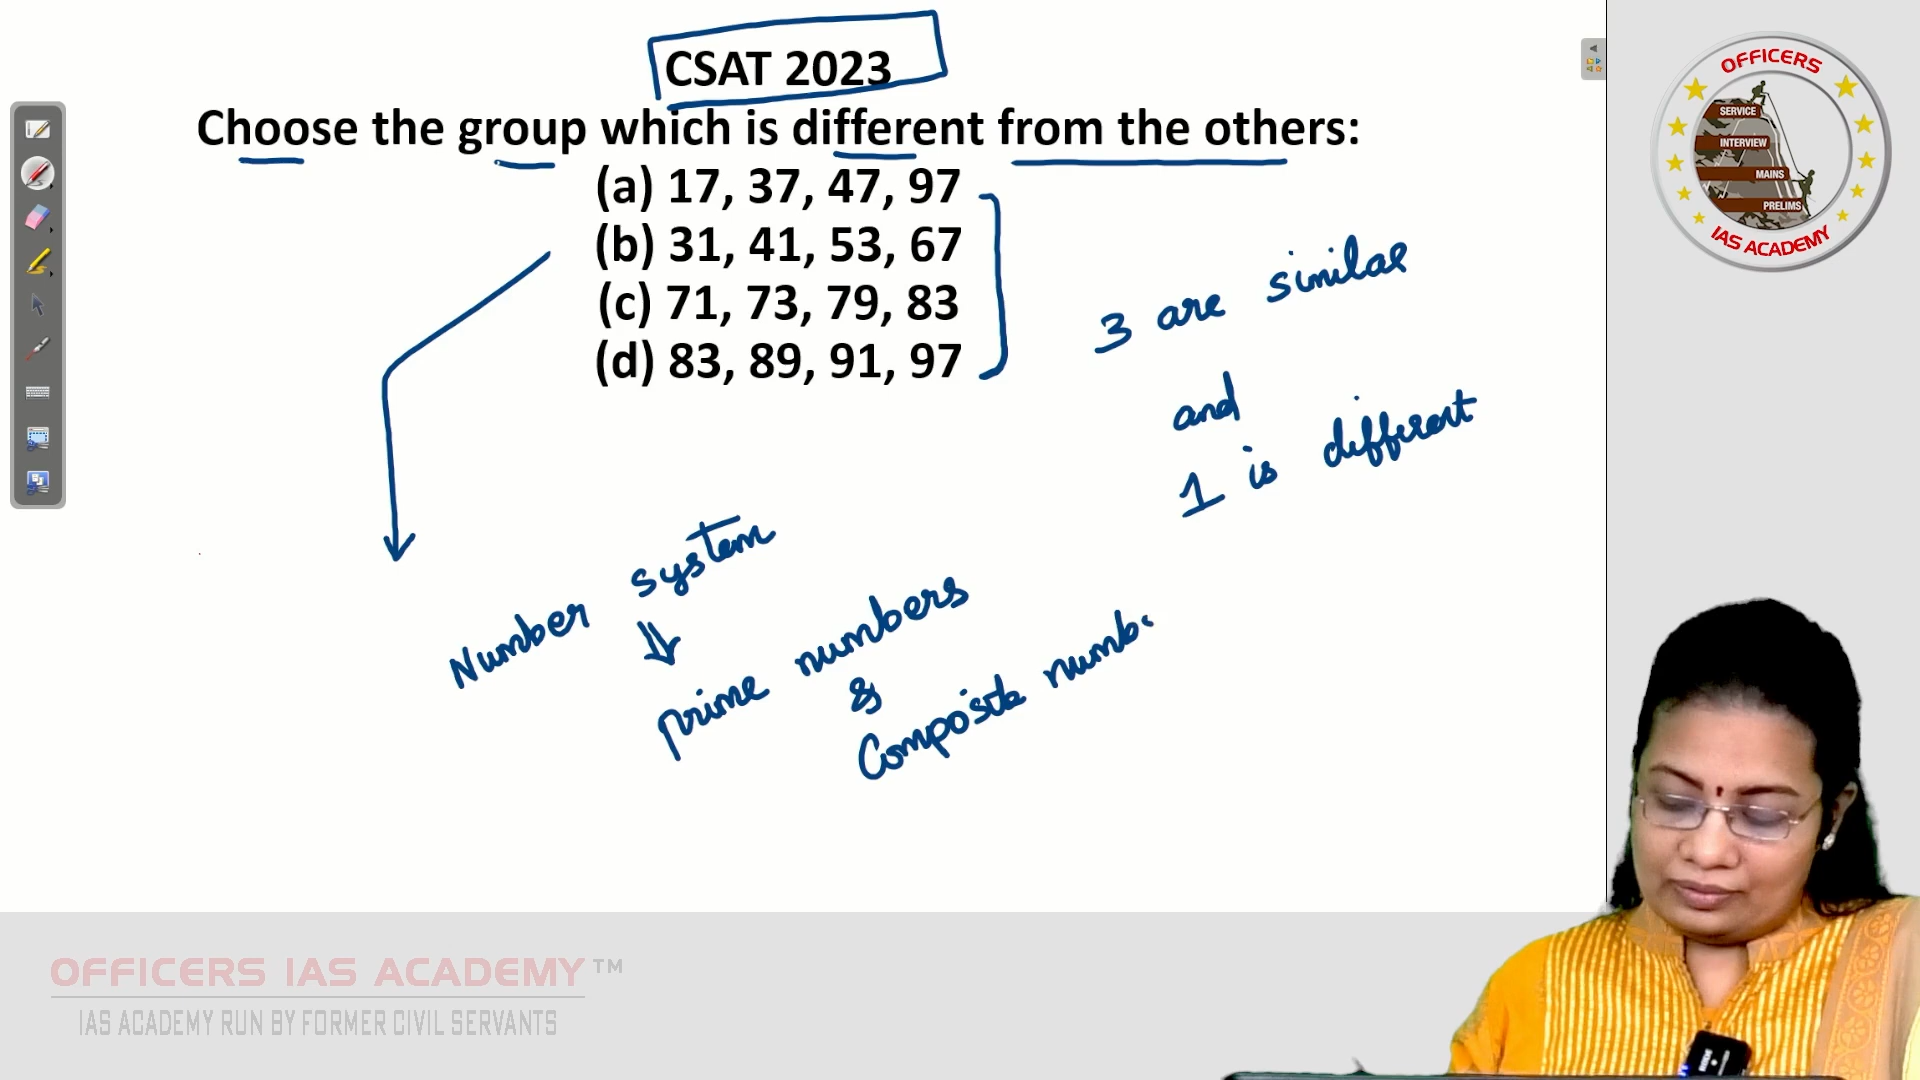 CSAT 2023
Choose the group which is different from the others:
(a) 17, 37, 47, 97
(b) 31, 41, 53, 67
(c) 71, 73, 79, 83
(d) 83, 89, 91, 97
3 are similar
and
1 is different
Number system
prime numbers
&
Composite numb
OFFICERS
SERVICE
INTERVIEW
MAINS
PRELIMS
IAS ACADEMY
OFFICERS IAS ACADEMY™
IAS ACADEMY RUN BY FORMER CIVIL SERVANTS